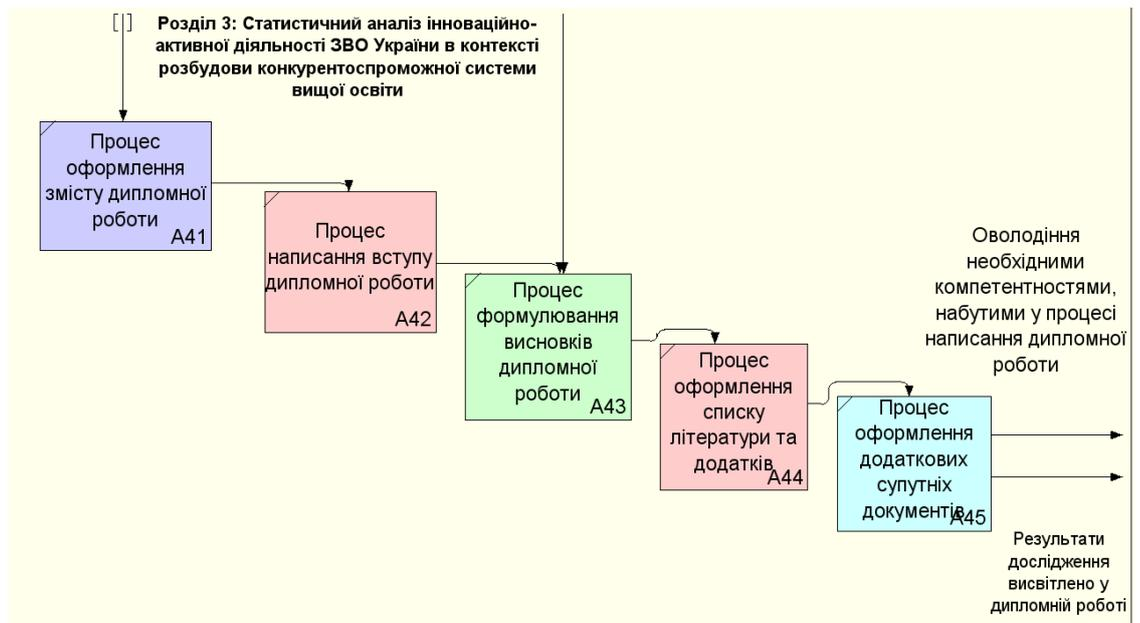 Розділ 3: Статистичний аналіз інноваційно-
активної діяльності ЗВО України в контексті
розбудови конкурентоспроможної системи
вищої освіти
Процес
оформлення
змісту дипломної
роботи
A41
Процес
написання вступу
дипломної роботи
A42
Процес
формулювання
висновків
дипломної
роботи
A43
Процес
оформлення
списку
літератури та
додатків
A44
Процес
оформлення
додаткових
супутніх
документів
A45
Оволодіння
необхідними
компетентностями,
набутими у процесі
написання дипломної
роботи
Результати
дослідження
висвітлено у
дипломній роботі